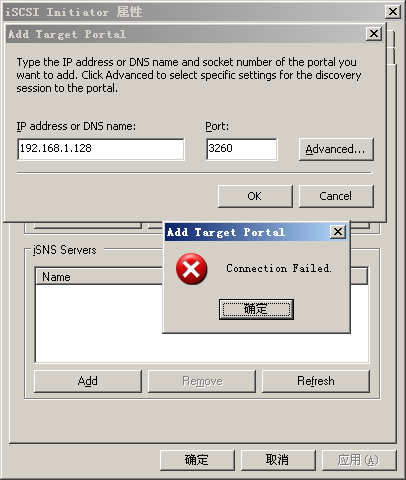 iSCSI Initiator 属性
Add Target Portal
Type the IP address or DNS name and socket number of the portal you
want to add. Click Advanced to select specific settings for the discovery
session to the portal.
IP address or DNS name:
Port:
192.168.1.128
3260
Advanced...
OK
Cancel
Add Target Portal
Connection Failed.
确定
iSNS Servers
Name
Add
Remove
Refresh
确定
取消
应用(A)